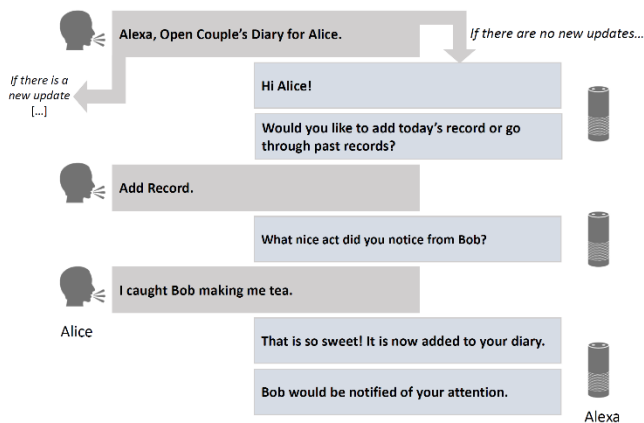 Alexa, Open Couple's Diary for Alice.
If there are no new updates...
If there is a
new update
[...]
Hi Alice!
Would you like to add today's record or go
through past records?
Add Record.
What nice act did you notice from Bob?
I caught Bob making me tea.
Alice
That is so sweet! It is now added to your diary.
Bob would be notified of your attention.
Alexa